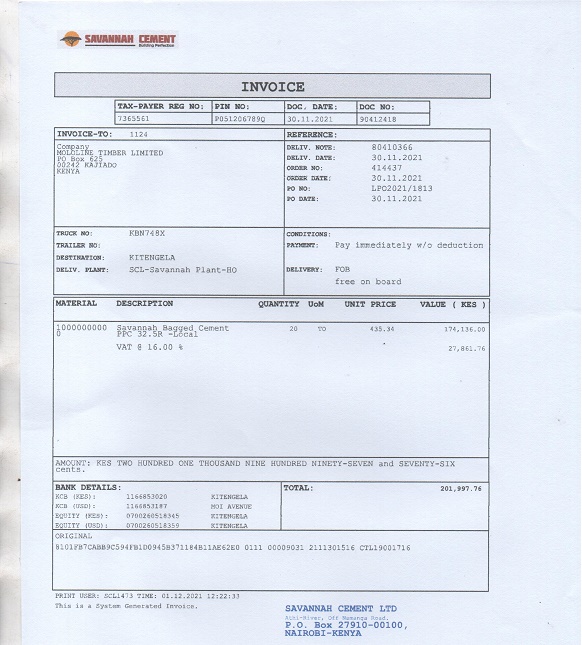 SAVANNAH CEMENT
Building Perfection
INVOICE
TAX-PAYER REG NO: PIN NO: DOC. DATE: DOC NO:
7365561 P051206789Q 30.11.2021 90412418
INVOICE-TO: 1124
Company
MOLOLINE TIMBER LIMITED
PO Box 625
00242 KAJIADO
KENYA
REFERENCE:
DELIV. NOTE: 80410366
DELIV. DATE: 30.11.2021
ORDER NO: 414437
ORDER DATE: 30.11.2021
PO NO: LPO2021/1813
PO DATE: 30.11.2021
TRUCK NO: KBN748X
TRAILER NO:
DESTINATION: KITENGELA
DELIV. PLANT: SCL-Savannah Plant-HO
CONDITIONS:
PAYMENT: Pay immediately w/o deduction
DELIVERY: FOB
free on board
MATERIAL DESCRIPTION QUANTITY UoM UNIT PRICE VALUE ( KES )
1000000000 Savannah Bagged Cement 20 TO 435.34 174,136.00
0 PPC 32.5R -Local
VAT @ 16.00 % 27,861.76
AMOUNT: KES TWO HUNDRED ONE THOUSAND NINE HUNDRED NINETY-SEVEN and SEVENTY-SIX
cents.
BANK DETAILS:
KCB (KES): 1166853020 KITENGELA
KCB (USD): 1166853187 MOI AVENUE
EQUITY (KES): 0700260518345 KITENGELA
EQUITY (USD): 0700260518359 KITENGELA
TOTAL: 201,997.76
ORIGINAL
8101FB7CABB9C594FB1D0945B371184B11AE62E0 0111 00009031 2111301516 CTL19001716
PRINT USER: SCL1473 TIME: 01.12.2021 12:22:33
This is a System Generated Invoice.
SAVANNAH CEMENT LTD
Athi-River, Off Namanga Road.
P.O. Box 27910-00100,
NAIROBI-KENYA